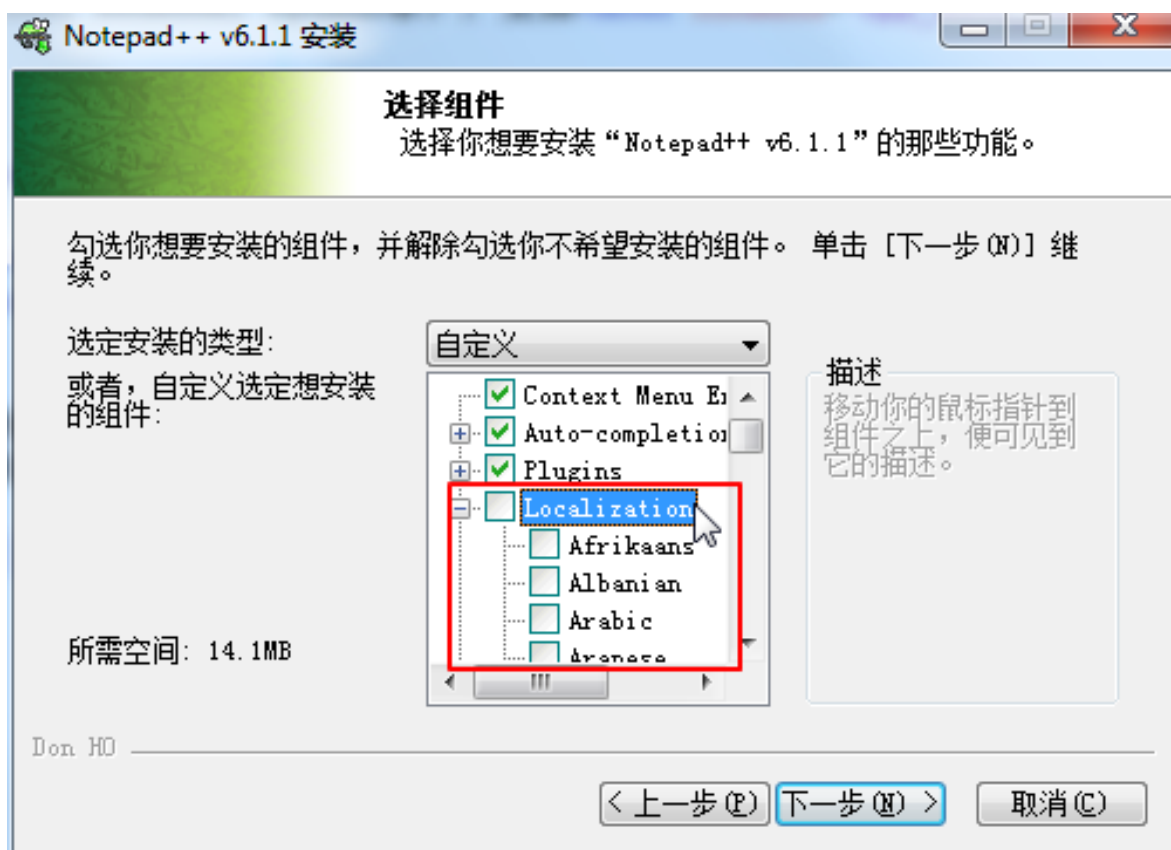 Notepad++ v6.1.1 安装
选择组件
选择你想要安装“Notepad++ v6.1.1”的那些功能。
勾选你想要安装的组件，并解除勾选你不希望安装的组件。 单击 [下一步(N)] 继
续。
选定安装的类型:
自定义
或者，自定义选定想安装
的组件:
Context Menu E
Auto-completion
Plugins
Localization
Afrikaans
Albanian
Arabic
Aranese
描述
移动你的鼠标指针到
组件之上，便可见到
它的描述。
所需空间: 14.1MB
Don HO
< 上一步(P)
下一步(N) >
取消(C)